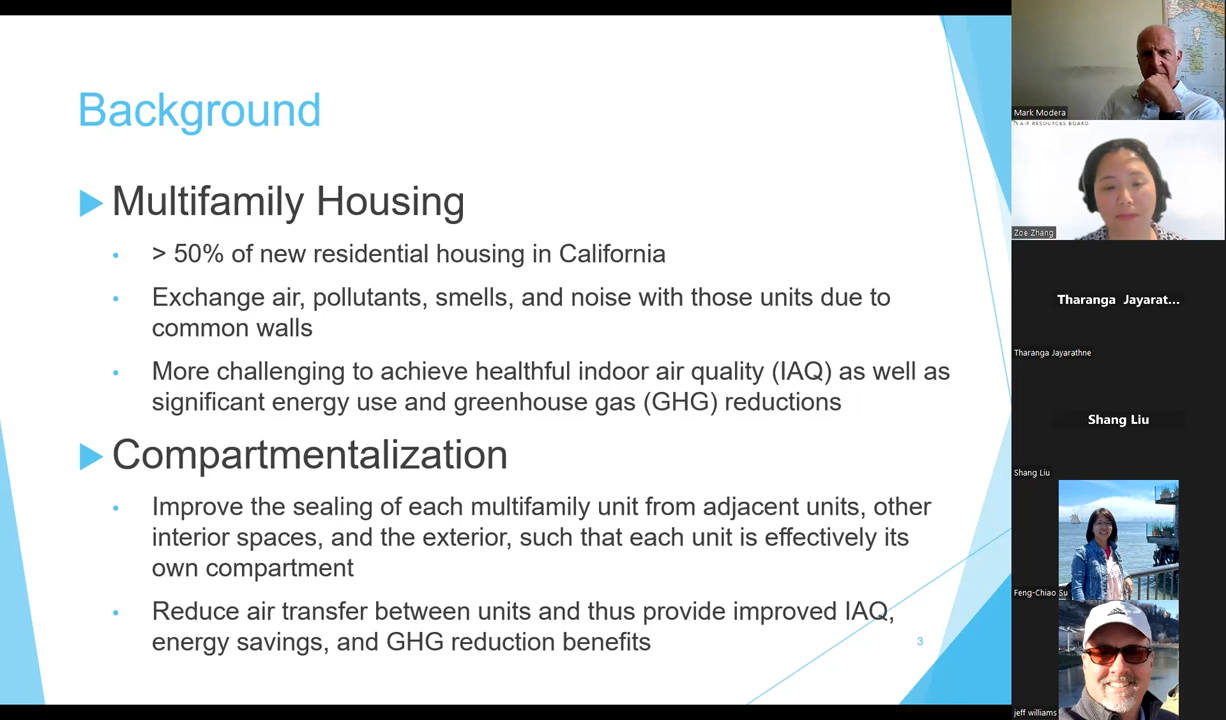 Background
Multifamily Housing
• > 50% of new residential housing in California
• Exchange air, pollutants, smells, and noise with those units due to
common walls
• More challenging to achieve healthful indoor air quality (IAQ) as well as
significant energy use and greenhouse gas (GHG) reductions
Compartmentalization
• Improve the sealing of each multifamily unit from adjacent units, other
interior spaces, and the exterior, such that each unit is effectively its
own compartment
• Reduce air transfer between units and thus provide improved IAQ,
energy savings, and GHG reduction benefits
3
Mark Modera
AIR RESOURCES BOARD
Zoe Zhang
Tharanga Jayarat...
Tharanga Jayarathne
Shang Liu
Shang Liu
Feng-Chiao Su
jeff williams